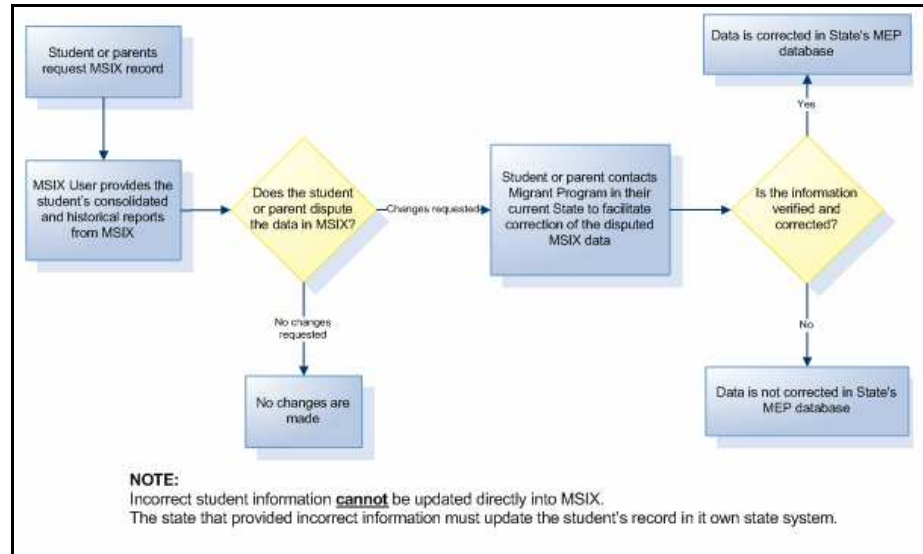 Student or parents
request MSIX record
MSIX User provides the
student's consolidated
and historical reports
from MSIX
Does the student
or parent dispute
the data in MSIX?
Changes requested
No changes
requested
No changes are
made
Student or parent contacts
Migrant Program in their
current State to facilitate
correction of the disputed
MSIX data
Is the information
verified and
corrected?
Yes
Data is corrected in State's MEP
database
No
Data is not corrected in State's
MEP database
NOTE:
Incorrect student information cannot be updated directly into MSIX.
The state that provided incorrect information must update the student's record in it own state system.